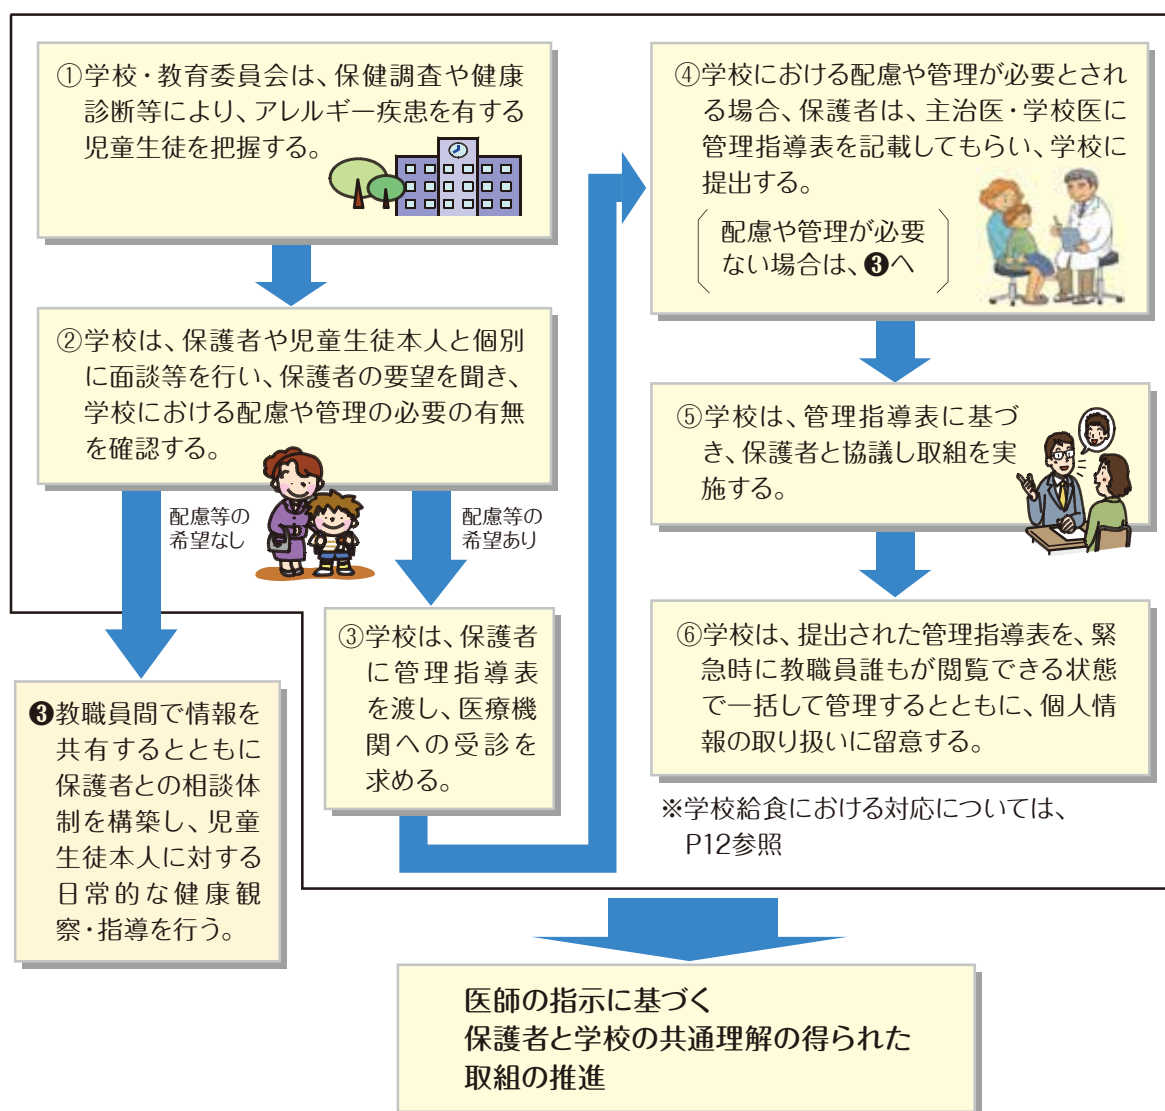 ①学校・教育委員会は、保健調査や健康
診断等により、アレルギー疾患を有する
児童生徒を把握する。
②学校は、保護者や児童生徒本人と個別
に面談等を行い、保護者の要望を聞き、
学校における配慮や管理の必要の有無
を確認する。
配慮等の
希望なし
配慮等の
希望あり
❸教職員間で情報を
共有するとともに
保護者との相談体
制を構築し、児童
生徒本人に対する
日常的な健康観
察・指導を行う。
③学校は、保護者
に管理指導表
を渡し、医療機
関への受診を
求める。
④学校における配慮や管理が必要とされ
る場合、保護者は、主治医・学校医に
管理指導表を記載してもらい、学校に
提出する。
配慮や管理が必要
ない場合は、❸へ
⑤学校は、管理指導表に基づ
き、保護者と協議し取組を実
施する。
⑥学校は、提出された管理指導表を、緊
急時に教職員誰もが閲覧できる状態
で一括して管理するとともに、個人情
報の取り扱いに留意する。
※学校給食における対応については、
P12参照
医師の指示に基づく
保護者と学校の共通理解の得られた
取組の推進